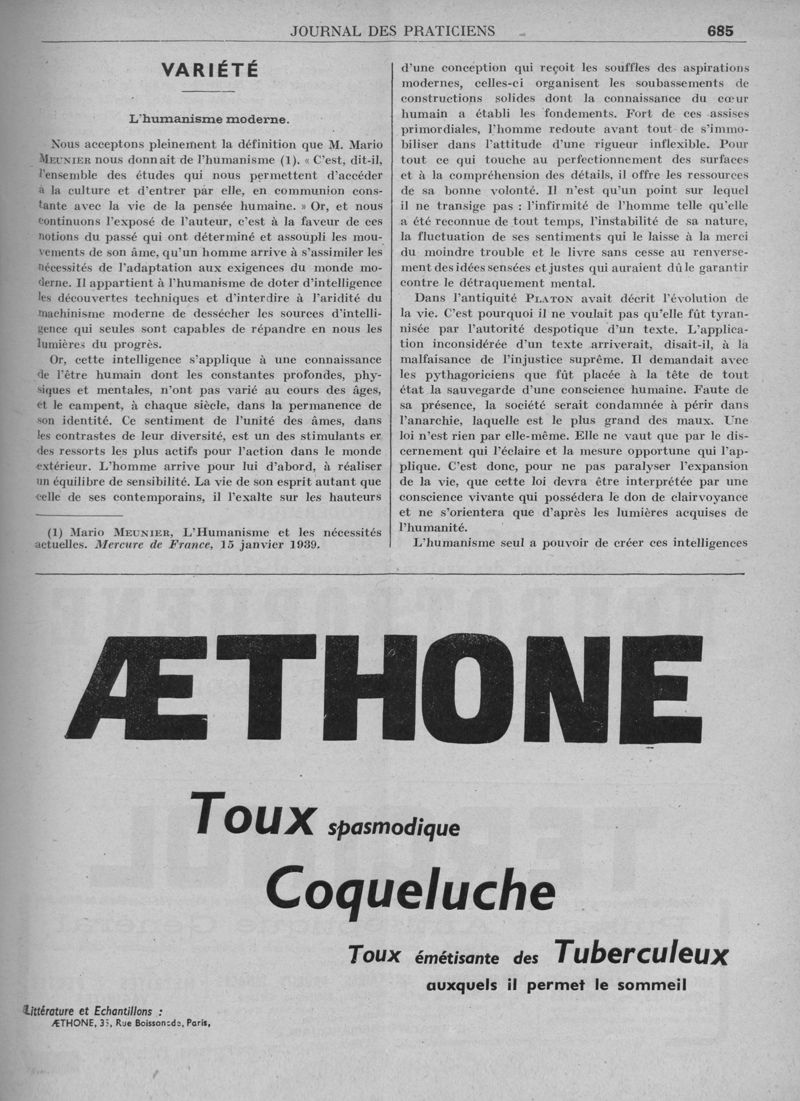 JOURNAL DES PRATICIENS
685
VARIÉTÉ
L'humanisme moderne.
Nous acceptons pleinement la définition que M. Mario
MEUNIER nous donnait de l'humanisme (1). « C'est, dit-il,
l'ensemble des études qui nous permettent d'accéder
à la culture et d'entrer par elle, en communion cons-
tante avec la vie de la pensée humaine. » Or, et nous
continuons l'exposé de l'auteur, c'est à la faveur de ces
notions du passé qui ont déterminé et assoupli les mou-
vements de son âme, qu'un homme arrive à s'assimiler les
nécessités de l'adaptation aux exigences du monde mo-
derne. Il appartient à l'humanisme de doter d'intelligence
les découvertes techniques et d'interdire à l'aridité du
machinisme moderne de dessécher les sources d'intelli-
gence qui seules sont capables de répandre en nous les
lumières du progrès.
Or, cette intelligence s'applique à une connaissance
de l'être humain dont les constantes profondes, phy-
siques et mentales, n'ont pas varié au cours des âges,
et le campent, à chaque siècle, dans la permanence de
son identité. Ce sentiment de l'unité des âmes, dans
les contrastes de leur diversité, est un des stimulants er
des ressorts les plus actifs pour l'action dans le monde
extérieur. L'homme arrive pour lui d'abord, à réaliser
un équilibre de sensibilité. La vie de son esprit autant que
celle de ses contemporains, il l'exalte sur les hauteurs
(1) Mario MEUNIER, L'Humanisme et les nécessités
actuelles. Mercure de France, 15 janvier 1939.
d'une conception qui reçoit les souffles des aspirations
modernes, celles-ci organisent les soubassements de
constructions solides dont la connaissance du cœur
humain a établi les fondements. Fort de ces assises
primordiales, l'homme redoute avant tout de s'immo-
biliser dans l'attitude d'une rigueur inflexible. Pour
tout ce qui touche au perfectionnement des surfaces
et à la compréhension des détails, il offre les ressources
de sa bonne volonté. Il n'est qu'un point sur lequel
il ne transige pas : l'infirmité de l'homme telle qu'elle
a été reconnue de tout temps, l'instabilité de sa nature,
la fluctuation de ses sentiments qui le laisse à la merci
du moindre trouble et le livre sans cesse au renverse-
ment des idées sensées et justes qui auraient dû le garantir
contre le détraquement mental.
Dans l'antiquité PLATON avait décrit l'évolution de
la vie. C'est pourquoi il ne voulait pas qu'elle fût tyran-
nisée par l'autorité despotique d'un texte. L'applica-
tion inconsidérée d'un texte arriverait, disait-il, à la
malfaisance de l'injustice suprême. Il demandait avec
les pythagoriciens que fût placée à la tête de tout
état la sauvegarde d'une conscience humaine. Faute de
sa présence, la société serait condamnée à périr dans
l'anarchie, laquelle est le plus grand des maux. Une
loi n'est rien par elle-même. Elle ne vaut que par le dis-
cernement qui l'éclaire et la mesure opportune qui l'ap-
plique. C'est donc, pour ne pas paralyser l'expansion
de la vie, que cette loi devra être interprétée par une
conscience vivante qui possédera le don de clairvoyance
et ne s'orientera que d'après les lumières acquises de
l'humanité.
L'humanisme seul a pouvoir de créer ces intelligences
ÆTHONE
Toux spasmodique
Coqueluche
Toux émétisante des Tuberculeux
auxquels il permet le sommeil
Littérature et Echantillons :
ÆTHONE, 35, Rue Boissonade, Paris,